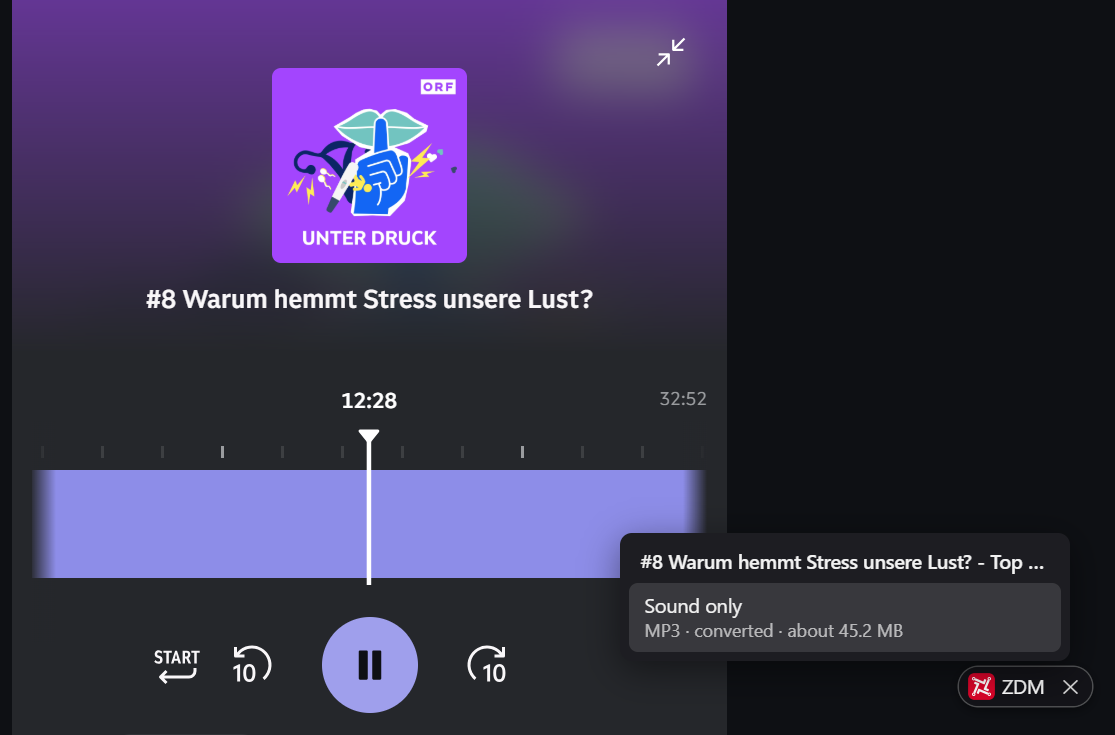 ORF
UNTER DRUCK
#8 Warum hemmt Stress unsere Lust?
12:28
32:52
#8 Warum hemmt Stress unsere Lust? - Top ...
Sound only
MP3 · converted · about 45.2 MB
START
10
10
ZDM